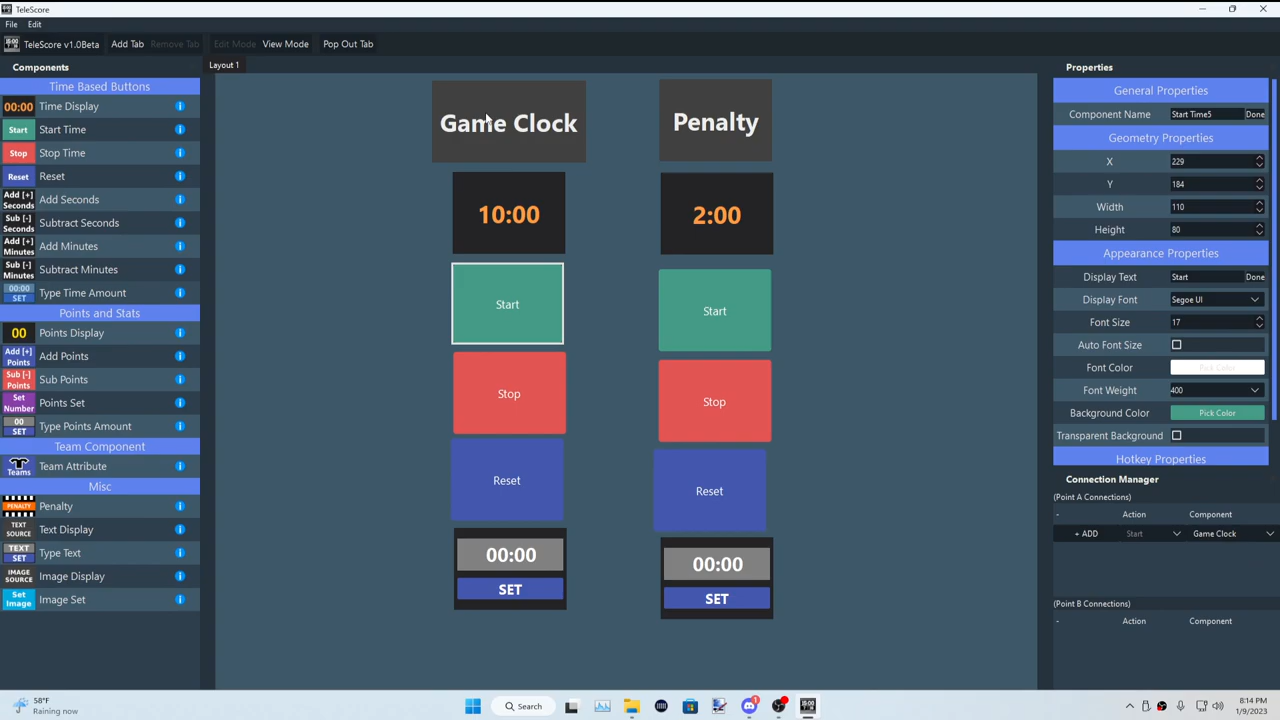 TeleScore
File Edit
TeleScore v1.0Beta Add Tab Remove Tab Edit Mode View Mode Pop Out Tab
Components
Time Based Buttons
00:00 Time Display
Start Start Time
Stop Stop Time
Reset Reset
Add [+] Seconds Add Seconds
Sub [-] Seconds Subtract Seconds
Add [+] Minutes Add Minutes
Sub [-] Minutes Subtract Minutes
00:00 SET Type Time Amount
Points and Stats
00 Points Display
Add [+] Points Add Points
Sub [-] Points Sub Points
Set Number Points Set
00 SET Type Points Amount
Team Component
Teams Team Attribute
Misc
PENALTY Penalty
TEXT SOURCE Text Display
TEXT SET Type Text
IMAGE SOURCE Image Display
Set Image Image Set
Layout 1
Game Clock
10:00
Start
Stop
Reset
00:00
SET
Penalty
2:00
Start
Stop
Reset
00:00
SET
Properties
General Properties
Component Name Start Time5 Done
Geometry Properties
X 229
Y 184
Width 110
Height 80
Appearance Properties
Display Text Start Done
Display Font Segoe UI
Font Size 17
Auto Font Size
Font Color Pick Color
Font Weight 400
Background Color Pick Color
Transparent Background
Hotkey Properties
Connection Manager
(Point A Connections)
- Action Component
+ ADD Start Game Clock
(Point B Connections)
- Action Component
58°F
Raining now
Search
1
8:14 PM
1/9/2023